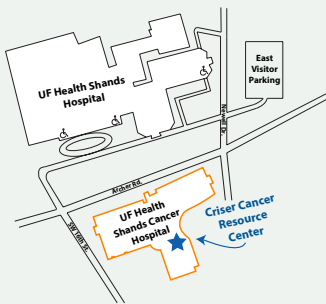 UF Health Shands
Hospital
East
Visitor
Parking
Newell Dr.
Archer Rd.
SW 16th St.
UF Health
Shands Cancer
Hospital
Criser Cancer
Resource
Center